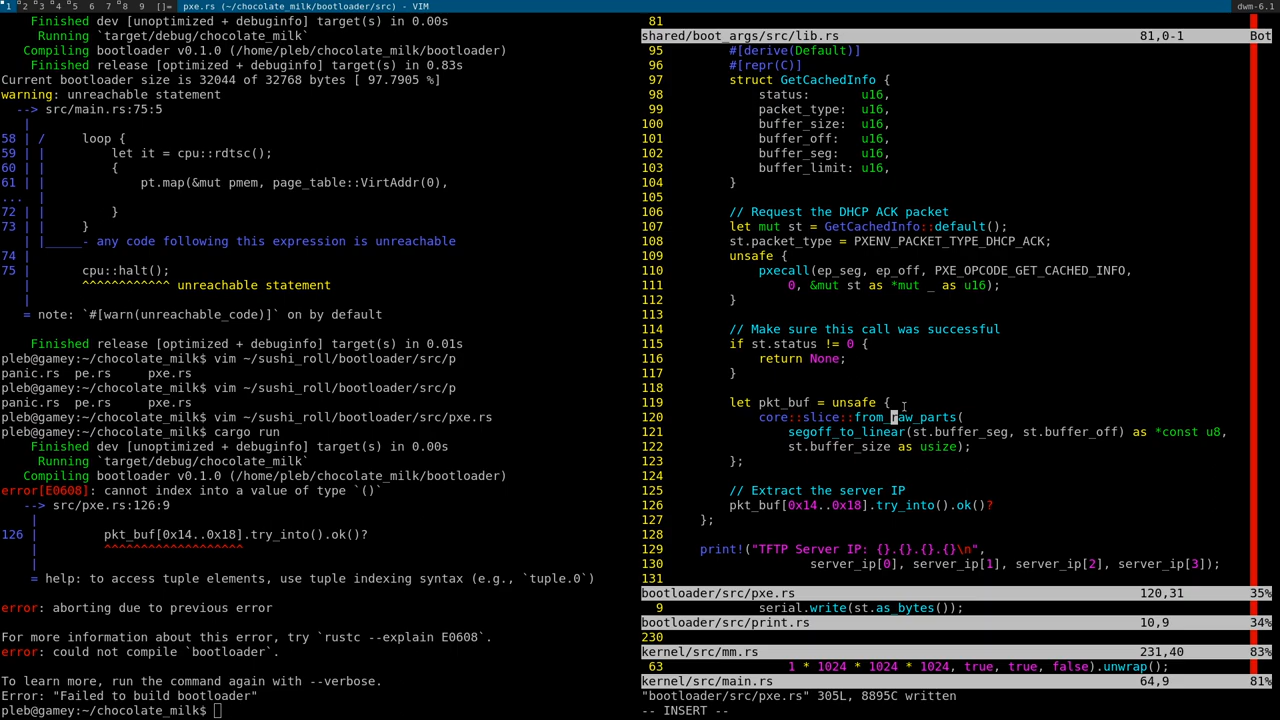 1 2 3 4 5 6 7 8 9 []= pxe.rs (~/chocolate_milk/bootloader/src) - VIM dwm-6.1
Finished dev [unoptimized + debuginfo] target(s) in 0.00s
Running `target/debug/chocolate_milk`
Compiling bootloader v0.1.0 (/home/pleb/chocolate_milk/bootloader)
Finished release [optimized + debuginfo] target(s) in 0.83s
Current bootloader size is 32044 of 32768 bytes [ 97.7905 %]
warning: unreachable statement
--> src/main.rs:75:5
|
58 | / loop {
59 | | let it = cpu::rdtsc();
60 | | {
61 | | pt.map(&mut pmem, page_table::VirtAddr(0),
... |
72 | | }
73 | | }
| |_____- any code following this expression is unreachable
74 |
75 | cpu::halt();
| ^^^^^^^^^^^^ unreachable statement
|
= note: `#[warn(unreachable_code)]` on by default

Finished release [optimized + debuginfo] target(s) in 0.01s
pleb@gamey:~/chocolate_milk$ vim ~/sushi_roll/bootloader/src/p
panic.rs pe.rs pxe.rs
pleb@gamey:~/chocolate_milk$ vim ~/sushi_roll/bootloader/src/p
panic.rs pe.rs pxe.rs
pleb@gamey:~/chocolate_milk$ vim ~/sushi_roll/bootloader/src/pxe.rs
pleb@gamey:~/chocolate_milk$ cargo run
Finished dev [unoptimized + debuginfo] target(s) in 0.00s
Running `target/debug/chocolate_milk`
Compiling bootloader v0.1.0 (/home/pleb/chocolate_milk/bootloader)
error[E0608]: cannot index into a value of type `()`
--> src/pxe.rs:126:9
|
126 | pkt_buf[0x14..0x18].try_into().ok()?
| ^^^^^^^^^^^^^^^^^^^
|
= help: to access tuple elements, use tuple indexing syntax (e.g., `tuple.0`)

error: aborting due to previous error

For more information about this error, try `rustc --explain E0608`.
error: could not compile `bootloader`.

To learn more, run the command again with --verbose.
Error: "Failed to build bootloader"
pleb@gamey:~/chocolate_milk$
81
shared/boot_args/src/lib.rs 81,0-1 Bot
95 #[derive(Default)]
96 #[repr(C)]
97 struct GetCachedInfo {
98 status: u16,
99 packet_type: u16,
100 buffer_size: u16,
101 buffer_off: u16,
102 buffer_seg: u16,
103 buffer_limit: u16,
104 }
105
106 // Request the DHCP ACK packet
107 let mut st = GetCachedInfo::default();
108 st.packet_type = PXENV_PACKET_TYPE_DHCP_ACK;
109 unsafe {
110 pxecall(ep_seg, ep_off, PXE_OPCODE_GET_CACHED_INFO,
111 0, &mut st as *mut _ as u16);
112 }
113
114 // Make sure this call was successful
115 if st.status != 0 {
116 return None;
117 }
118
119 let pkt_buf = unsafe {
120 core::slice::from_raw_parts(
121 segoff_to_linear(st.buffer_seg, st.buffer_off) as *const u8,
122 st.buffer_size as usize);
123 };
124
125 // Extract the server IP
126 pkt_buf[0x14..0x18].try_into().ok()?
127 };
128
129 print!("TFTP Server IP: {}.{}.{}.{}\n",
130 server_ip[0], server_ip[1], server_ip[2], server_ip[3]);
131
bootloader/src/pxe.rs 120,31 35%
9 serial.write(st.as_bytes());
bootloader/src/print.rs 10,9 34%
230
kernel/src/mm.rs 231,40 83%
63 1 * 1024 * 1024 * 1024, true, true, false).unwrap();
kernel/src/main.rs 64,9 81%
"bootloader/src/pxe.rs" 305L, 8895C written
-- INSERT --